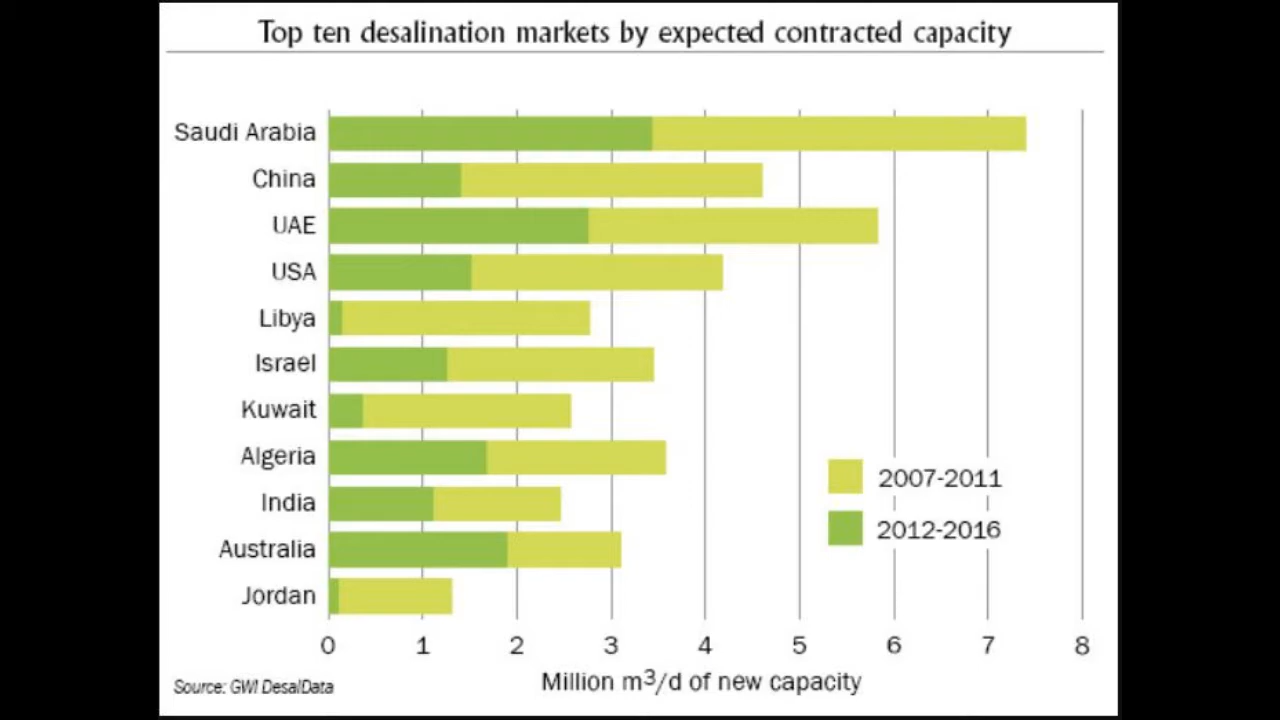 Top ten desalination markets by expected contracted capacity
Saudi Arabia
China
UAE
USA
Libya
Israel
Kuwait
Algeria
India
Australia
Jordan
2007-2011
2012-2016
0 1 2 3 4 5 6 7 8
Million m³/d of new capacity
Source: GWI DesalData